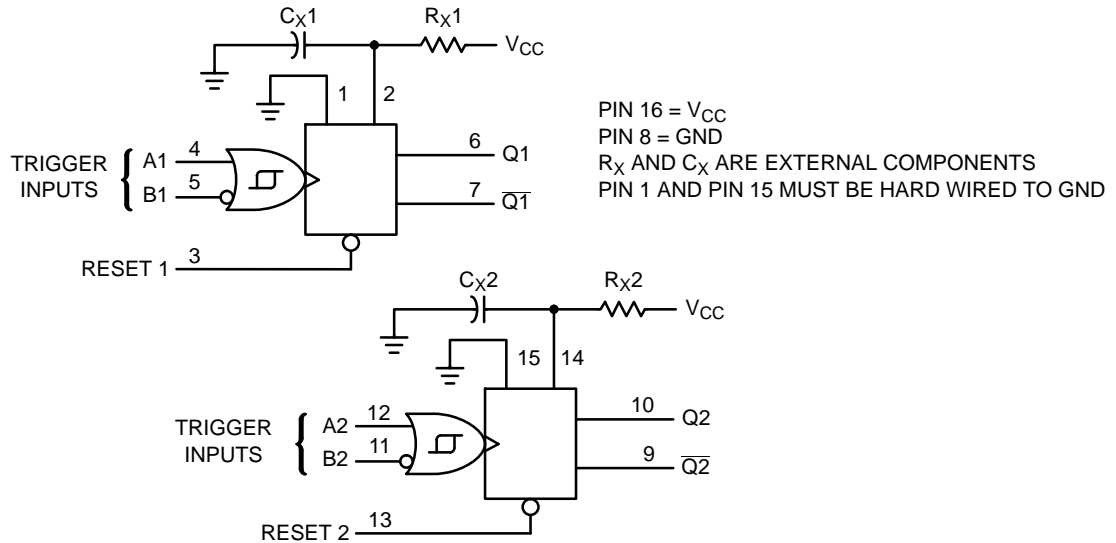 CX1
RX1
VCC
1
2
PIN 16 = VCC
PIN 8 = GND
RX AND CX ARE EXTERNAL COMPONENTS
PIN 1 AND PIN 15 MUST BE HARD WIRED TO GND
TRIGGER
INPUTS
A1
4
B1
5
6
Q1
7
Q1
RESET 1
3
CX2
RX2
VCC
15
14
TRIGGER
INPUTS
A2
12
B2
11
10
Q2
9
Q2
RESET 2
13